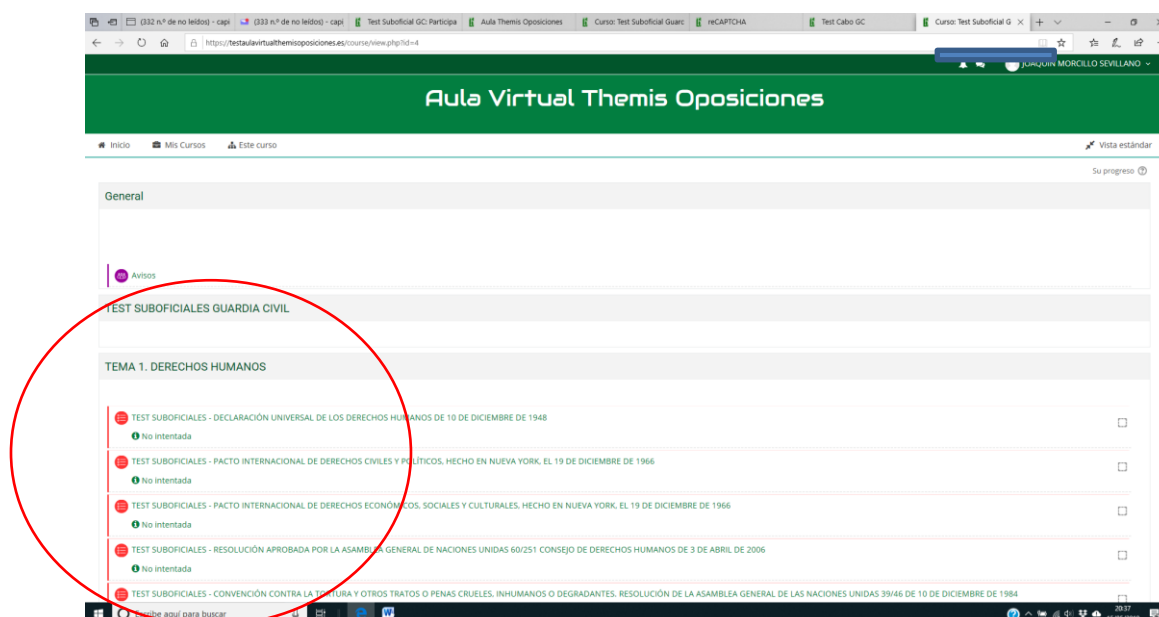 (332 n.º de no leídos) - capi
(333 n.º de no leídos) - capi
Test Suboficial GC: Participa
Aula Themis Oposiciones
Curso: Test Suboficial Guarc
reCAPTCHA
Test Cabo GC
Curso: Test Suboficial G
https://testaulavirtualthemisoposiciones.es/course/view.php?id=4
JOAQUIN MORCILLO SEVILLANO
Aula Virtual Themis Oposiciones
Inicio
Mis Cursos
Este curso
Vista estándar
Su progreso
General
Avisos
TEST SUBOFICIALES GUARDIA CIVIL
TEMA 1. DERECHOS HUMANOS
TEST SUBOFICIALES - DECLARACIÓN UNIVERSAL DE LOS DERECHOS HUMANOS DE 10 DE DICIEMBRE DE 1948
No intentada
TEST SUBOFICIALES - PACTO INTERNACIONAL DE DERECHOS CIVILES Y POLÍTICOS, HECHO EN NUEVA YORK, EL 19 DE DICIEMBRE DE 1966
No intentada
TEST SUBOFICIALES - PACTO INTERNACIONAL DE DERECHOS ECONÓMICOS, SOCIALES Y CULTURALES, HECHO EN NUEVA YORK, EL 19 DE DICIEMBRE DE 1966
No intentada
TEST SUBOFICIALES - RESOLUCIÓN APROBADA POR LA ASAMBLEA GENERAL DE NACIONES UNIDAS 60/251 CONSEJO DE DERECHOS HUMANOS DE 3 DE ABRIL DE 2006
No intentada
TEST SUBOFICIALES - CONVENCIÓN CONTRA LA TORTURA Y OTROS TRATOS O PENAS CRUELES, INHUMANOS O DEGRADANTES. RESOLUCIÓN DE LA ASAMBLEA GENERAL DE LAS NACIONES UNIDAS 39/46 DE 10 DE DICIEMBRE DE 1984
Escribe aquí para buscar
20:37